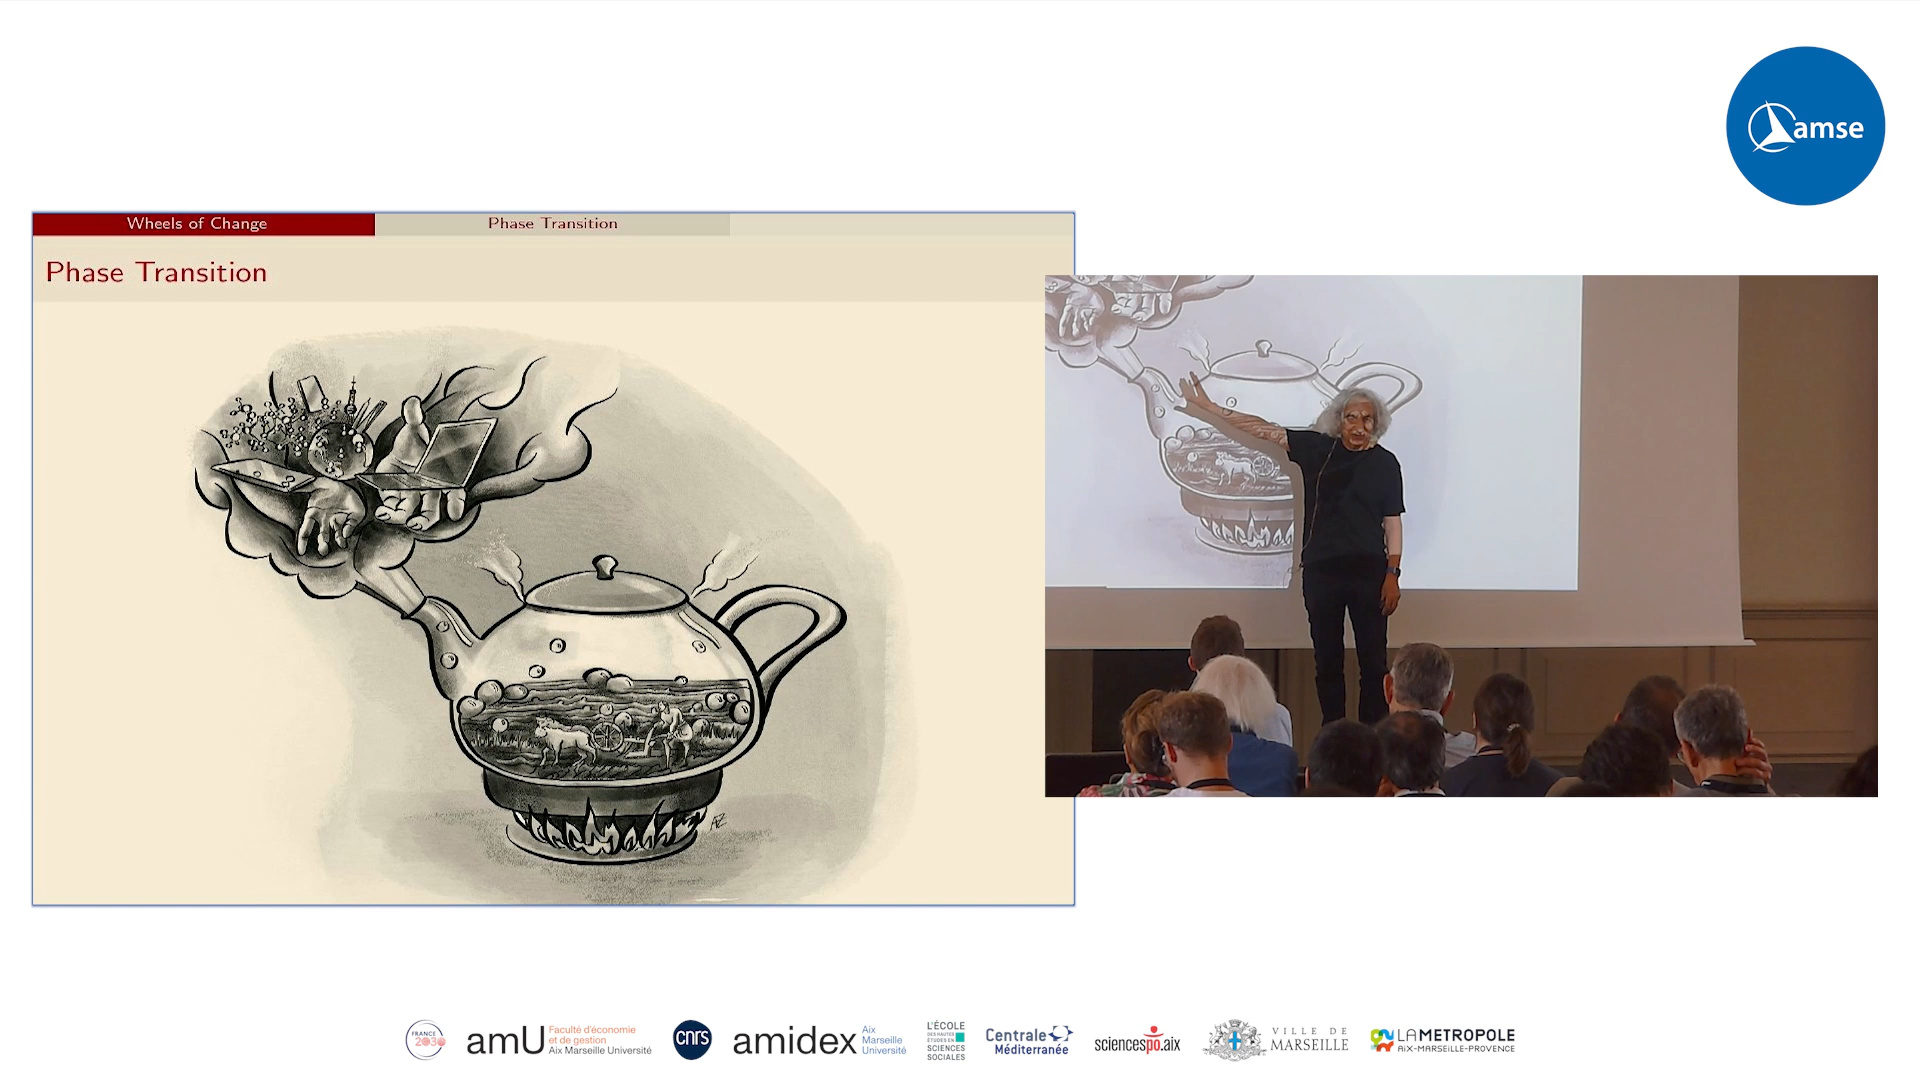 amse
Wheels of Change
Phase Transition
Phase Transition
AZ
FRANCE
2030
amU
Faculté d'économie
et de gestion
Aix Marseille Université
cnrs
amidex
Aix
Marseille
Université
L'ÉCOLE
DES HAUTES
ÉTUDES EN
SCIENCES
SOCIALES
Centrale
Méditerranée
sciencespo.aix
VILLE DE
MARSEILLE
LAMETROPOLE
AIX-MARSEILLE-PROVENCE